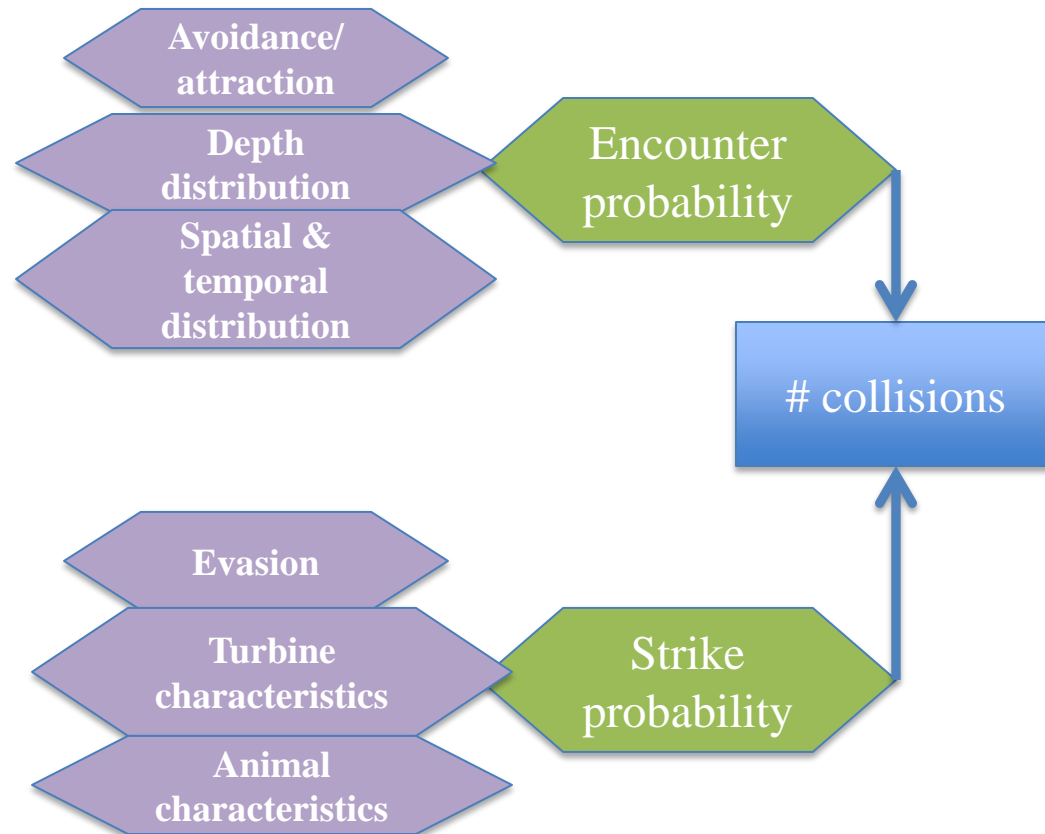 Avoidance/
attraction
Depth
distribution
Spatial &
temporal
distribution
Encounter
probability
# collisions
Evasion
Turbine
characteristics
Animal
characteristics
Strike
probability